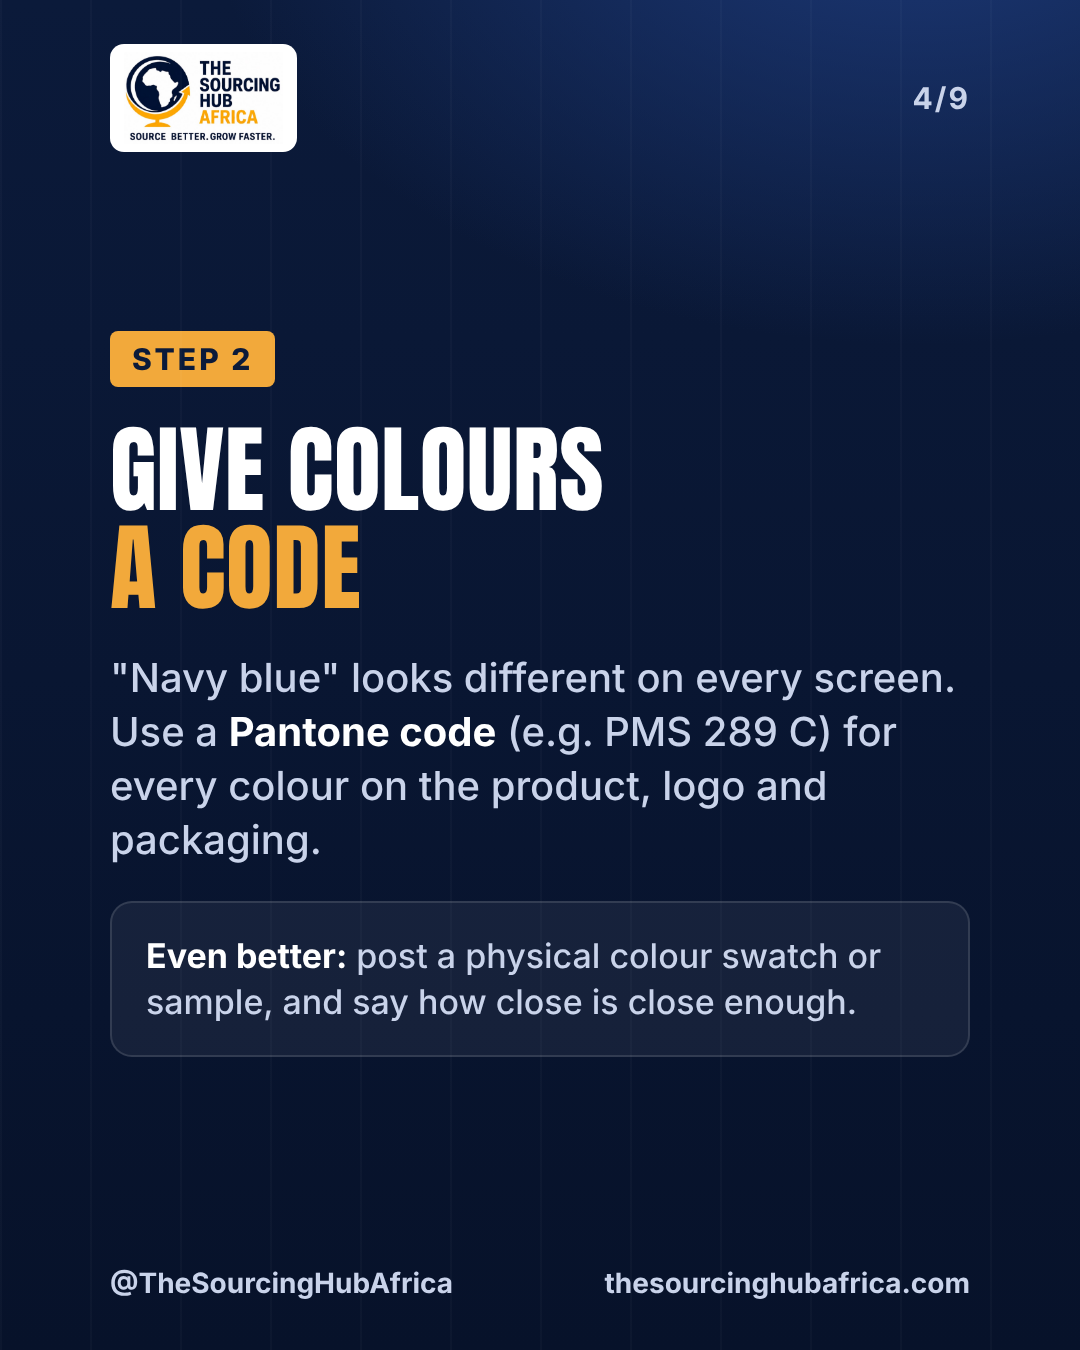 THE
SOURCING
HUB
AFRICA
SOURCE BETTER. GROW FASTER.
4/9
STEP 2
GIVE COLOURS
A CODE
"Navy blue" looks different on every screen.
Use a Pantone code (e.g. PMS 289 C) for
every colour on the product, logo and
packaging.
Even better: post a physical colour swatch or
sample, and say how close is close enough.
@TheSourcingHubAfrica
thesourcinghubafrica.com